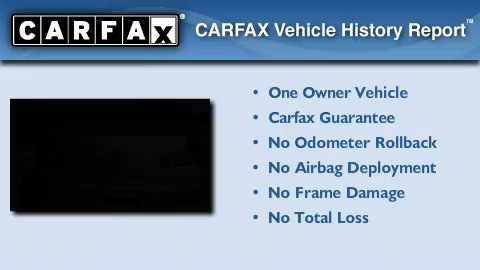 CARFAX® CARFAX Vehicle History Report™
• One Owner Vehicle
• Carfax Guarantee
• No Odometer Rollback
• No Airbag Deployment
• No Frame Damage
• No Total Loss